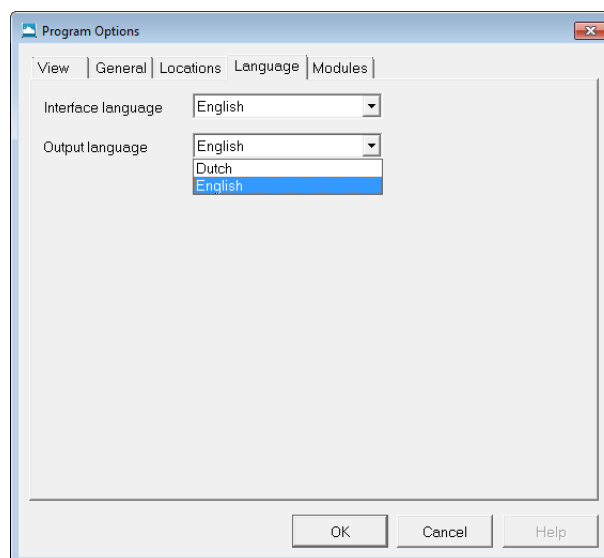 Program Options
View General Locations Language Modules
Interface language English
Output language English
Dutch
English
OK Cancel Help